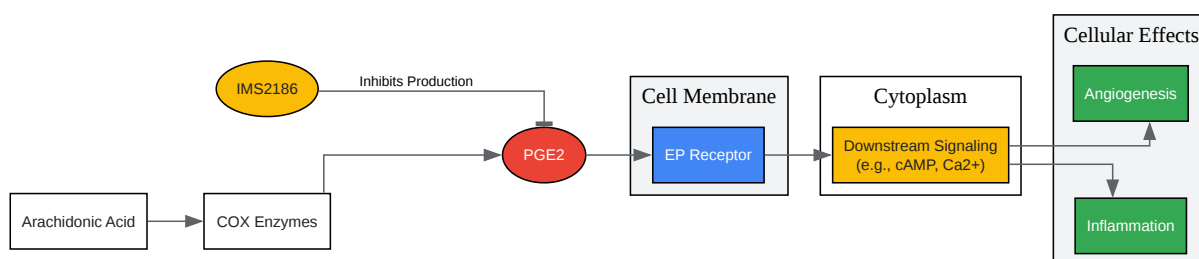 Cellular Effects
IMS2186
Inhibits Production
Cell Membrane
Cytoplasm
Angiogenesis
PGE2
EP Receptor
Downstream Signaling
(e.g., cAMP, Ca2+)
Arachidonic Acid
COX Enzymes
Inflammation